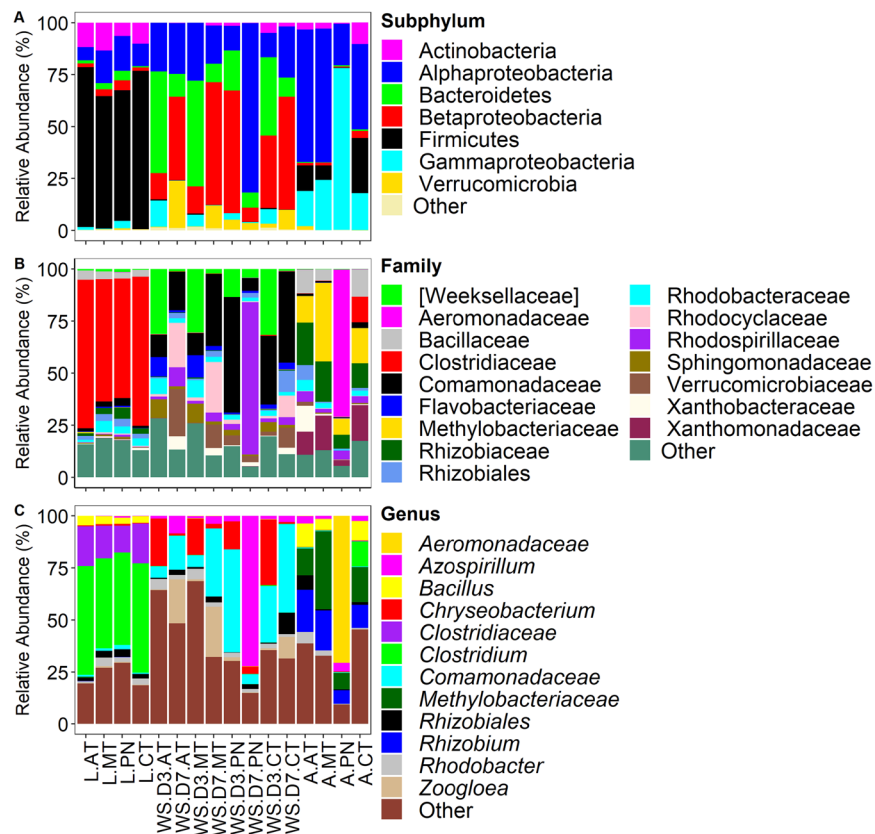 A
Relative Abundance (%)
100
75
50
25
0
Subphylum
Actinobacteria
Alphaproteobacteria
Bacteroidetes
Betaproteobacteria
Firmicutes
Gammaproteobacteria
Verrucomicrobia
Other
B
Relative Abundance (%)
100
75
50
25
0
Family
[Weeksellaceae]
Aeromonadaceae
Bacillaceae
Clostridiaceae
Comamonadaceae
Flavobacteriaceae
Methylobacteriaceae
Rhizobiaceae
Rhizobiales
Rhodobacteraceae
Rhodocyclaceae
Rhodospirillaceae
Sphingomonadaceae
Verrucomicrobiaceae
Xanthobacteraceae
Xanthomonadaceae
Other
C
Relative Abundance (%)
100
75
50
25
0
Genus
Aeromonadaceae
Azospirillum
Bacillus
Chryseobacterium
Clostridiaceae
Clostridium
Comamonadaceae
Methylobacteriaceae
Rhizobiales
Rhizobium
Rhodobacter
Zoogloea
Other
L.AT
L.MT
L.PN
L.CT
WS.D3.AT
WS.D7.AT
WS.D3.MT
WS.D7.MT
WS.D3.PN
WS.D7.PN
WS.D3.CT
WS.D7.CT
A.AT
A.MT
A.PN
A.CT